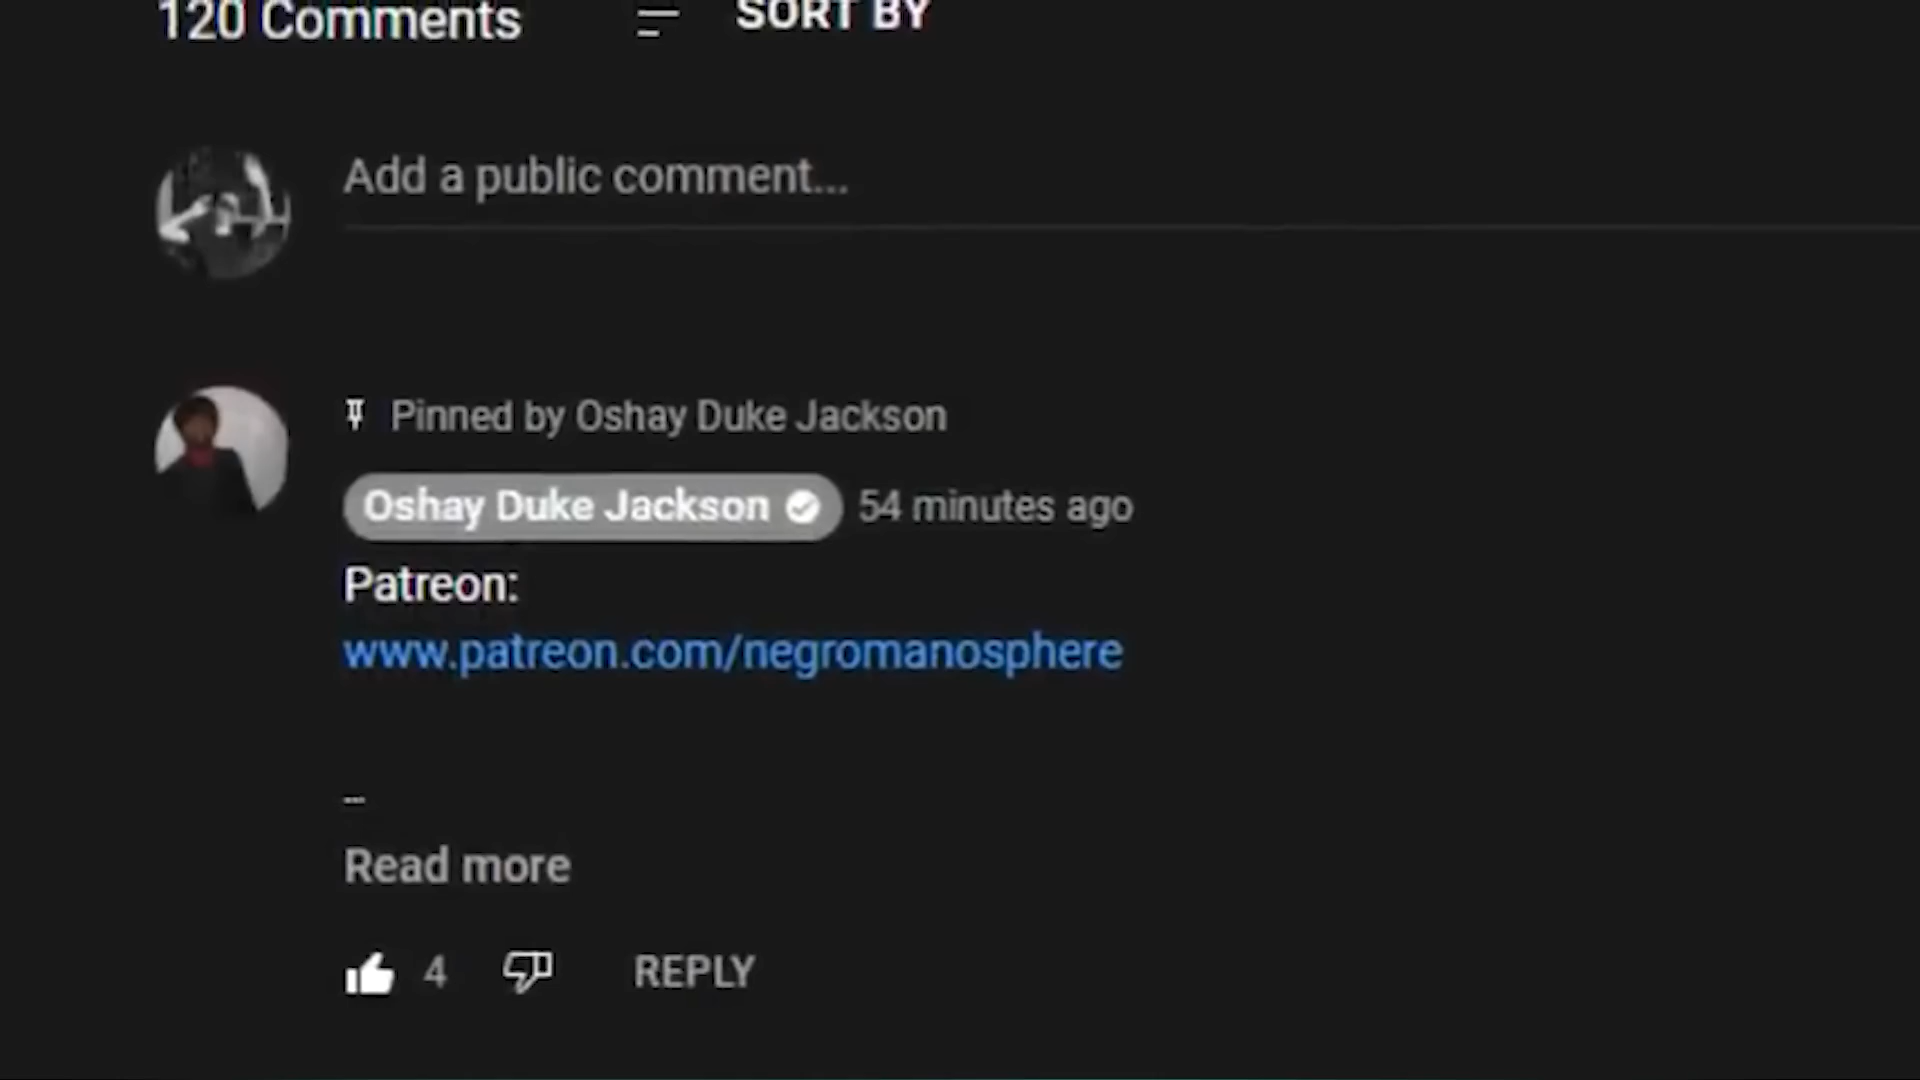 120 Comments
SORT BY
Add a public comment...
Pinned by Oshay Duke Jackson
Oshay Duke Jackson 54 minutes ago
Patreon:
www.patreon.com/negromanosphere
--
Read more
4
REPLY